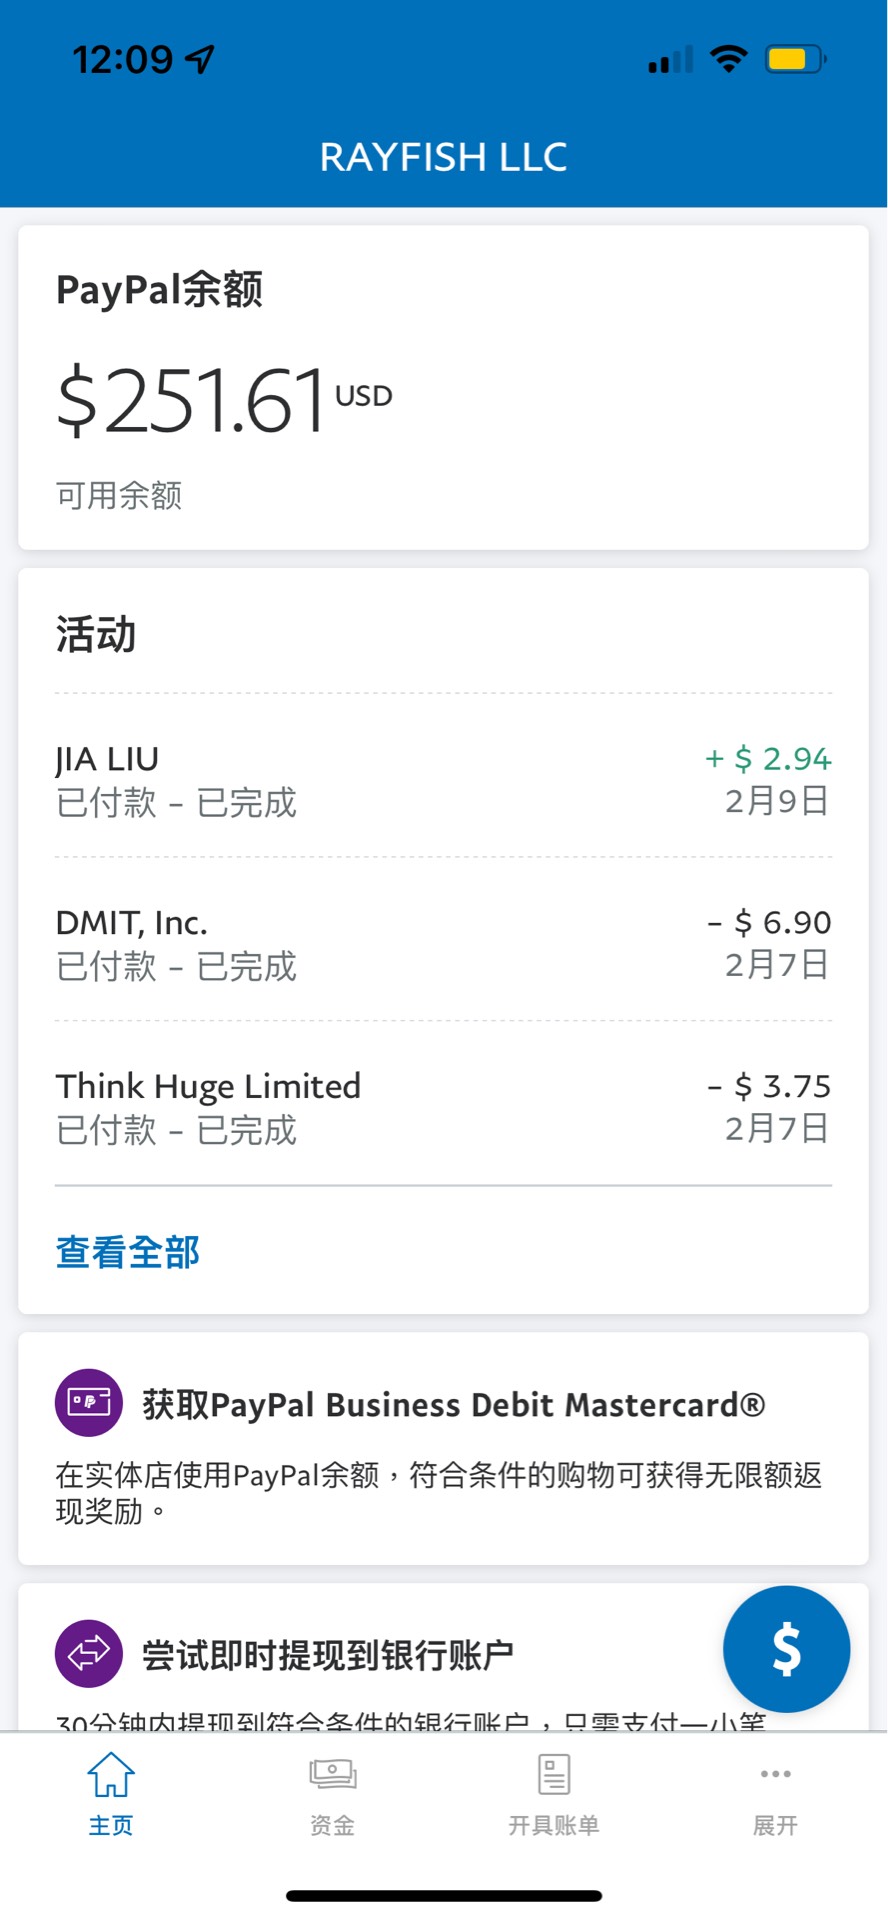 12:09
RAYFISH LLC
PayPal余额
$251.61 USD
可用余额
活动
JIA LIU + $ 2.94
已付款 – 已完成 2月9日
DMIT, Inc. – $ 6.90
已付款 – 已完成 2月7日
Think Huge Limited – $ 3.75
已付款 – 已完成 2月7日
查看全部
获取PayPal Business Debit Mastercard®
在实体店使用PayPal余额，符合条件的购物可获得无限额返
现奖励。
尝试即时提现到银行账户
$
30分钟内提现到符合条件的银行账户，只需支付一小笔
主页 资金 开具账单 展开